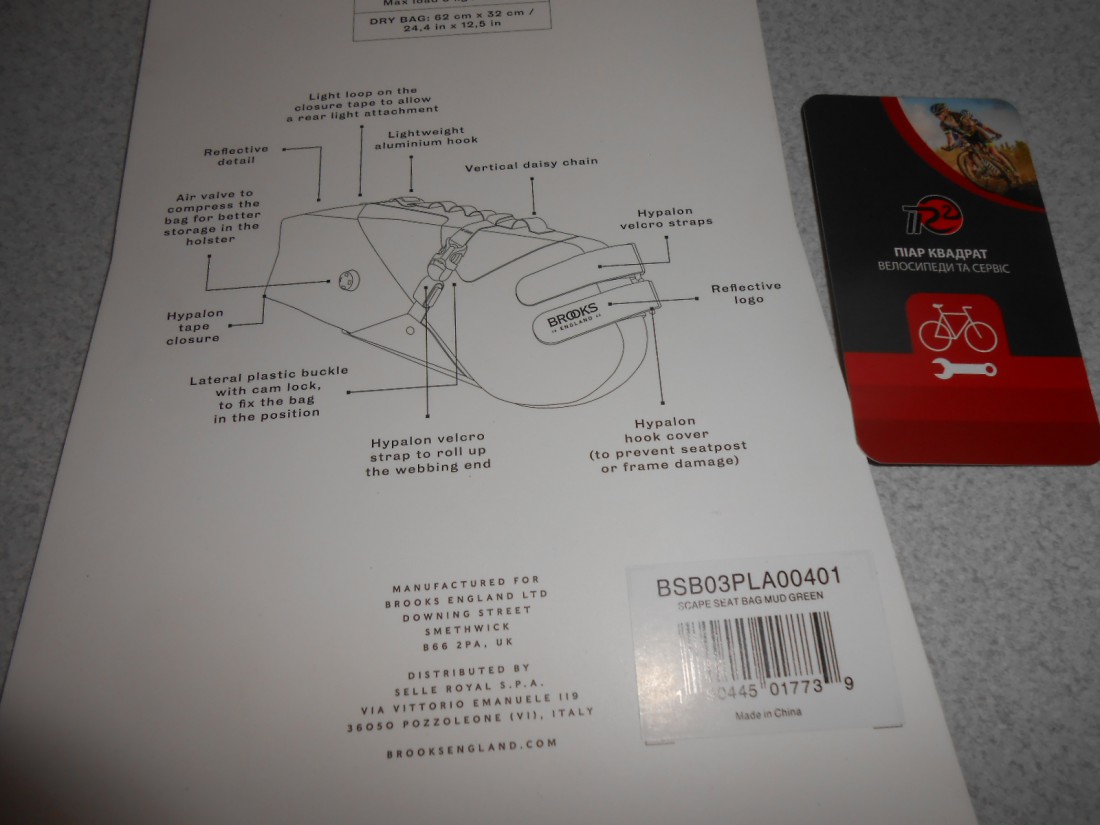 DRY BAG: 62 cm x 32 cm /
24,4 in x 12,5 in
Light loop on the
closure tape to allow
a rear light attachment
Lightweight
aluminium hook
Reflective
detail
Vertical daisy chain
Air valve to
compress the
bag for better
storage in the
holster
Hypalon
velcro straps
Reflective
logo
BROOKS
ENGLAND
Hypalon
tape
closure
Lateral plastic buckle
with cam lock,
to fix the bag
in the position
Hypalon velcro
strap to roll up
the webbing end
Hypalon
hook cover
(to prevent seatpost
or frame damage)
MANUFACTURED FOR
BROOKS ENGLAND LTD
DOWNING STREET
SMETHWICK
B66 2PA, UK
DISTRIBUTED BY
SELLE ROYAL S.P.A.
VIA VITTORIO EMANUELE 119
36050 POZZOLEONE (VI), ITALY
BROOKSENGLAND.COM
BSB03PLA00401
SCAPE SEAT BAG MUD GREEN
0445 01773 9
Made in China
ПР2
ПІАР КВАДРАТ
ВЕЛОСИПЕДИ ТА СЕРВІС